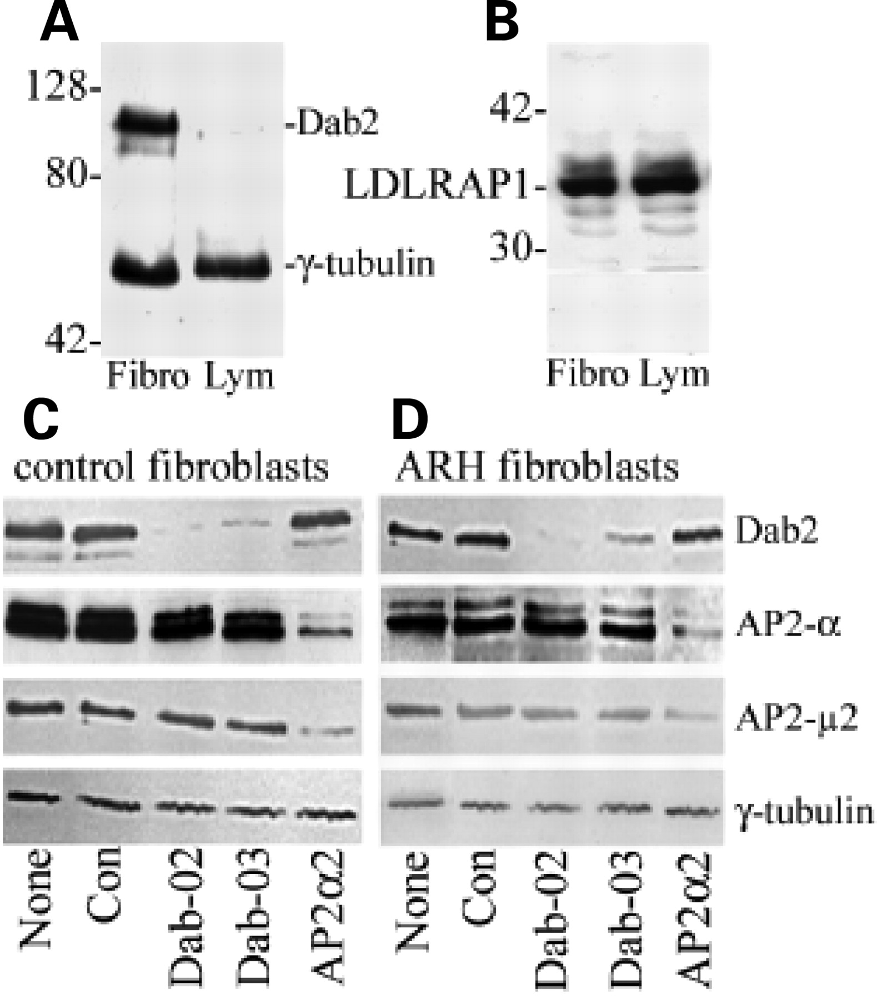 A
B
128-
-Dab2
80-
-γ-tubulin
42-
Fibro Lym
42-
LDLRAP1-
30-
Fibro Lym
C
D
control fibroblasts
ARH fibroblasts
Dab2
AP2-α
AP2-μ2
γ-tubulin
None
Con
Dab-02
Dab-03
AP2α2
None
Con
Dab-02
Dab-03
AP2α2